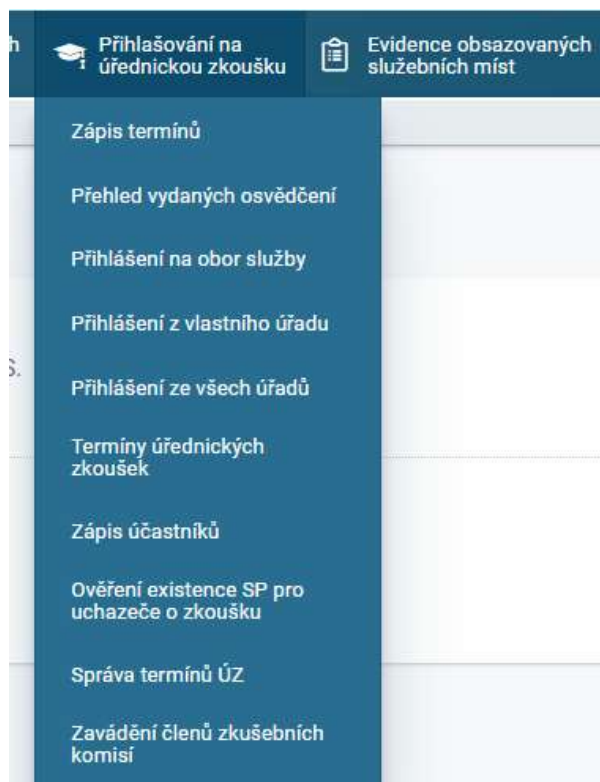 h
Přihlašování na
úřednickou zkoušku
Evidence obsazovaných
služebních míst
Zápis termínů
Přehled vydaných osvědčení
Přihlášení na obor služby
Přihlášení z vlastního úřadu
s.
Přihlášení ze všech úřadů
Termíny úřednických
zkoušek
Zápis účastníků
Ověření existence SP pro
uchazeče o zkoušku
Správa termínů ÚZ
Zavádění členů zkušebních
komisí